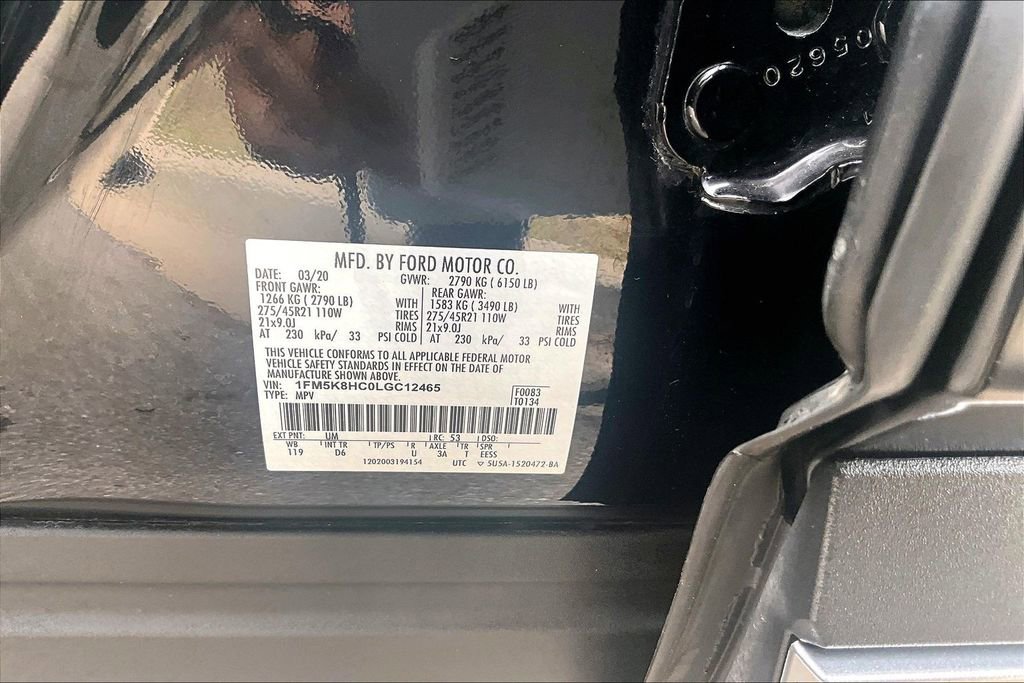 05620
MFD. BY FORD MOTOR CO.
DATE: 03/20 GVWR: 2790 KG ( 6150 LB)
FRONT GAWR: REAR GAWR:
1266 KG ( 2790 LB) WITH 1583 KG ( 3490 LB) WITH
275/45R21 110W TIRES 275/45R21 110W TIRES
21x9.0J RIMS 21x9.0J RIMS
AT 230 kPa/ 33 PSI COLD AT 230 kPa/ 33 PSI COLD
THIS VEHICLE CONFORMS TO ALL APPLICABLE FEDERAL MOTOR
VEHICLE SAFETY STANDARDS IN EFFECT ON THE DATE OF
MANUFACTURE SHOWN ABOVE.
VIN: 1FM5K8HC0LGC12465 F0083
TYPE: MPV T0134
EXT PNT: UM RC: 53 DSO:
WB INT TR TP/PS R AXLE TR SPR
119 D6 U 3A T EESS
1202003194154 UTC ▽ 5U5A-1520472-BA